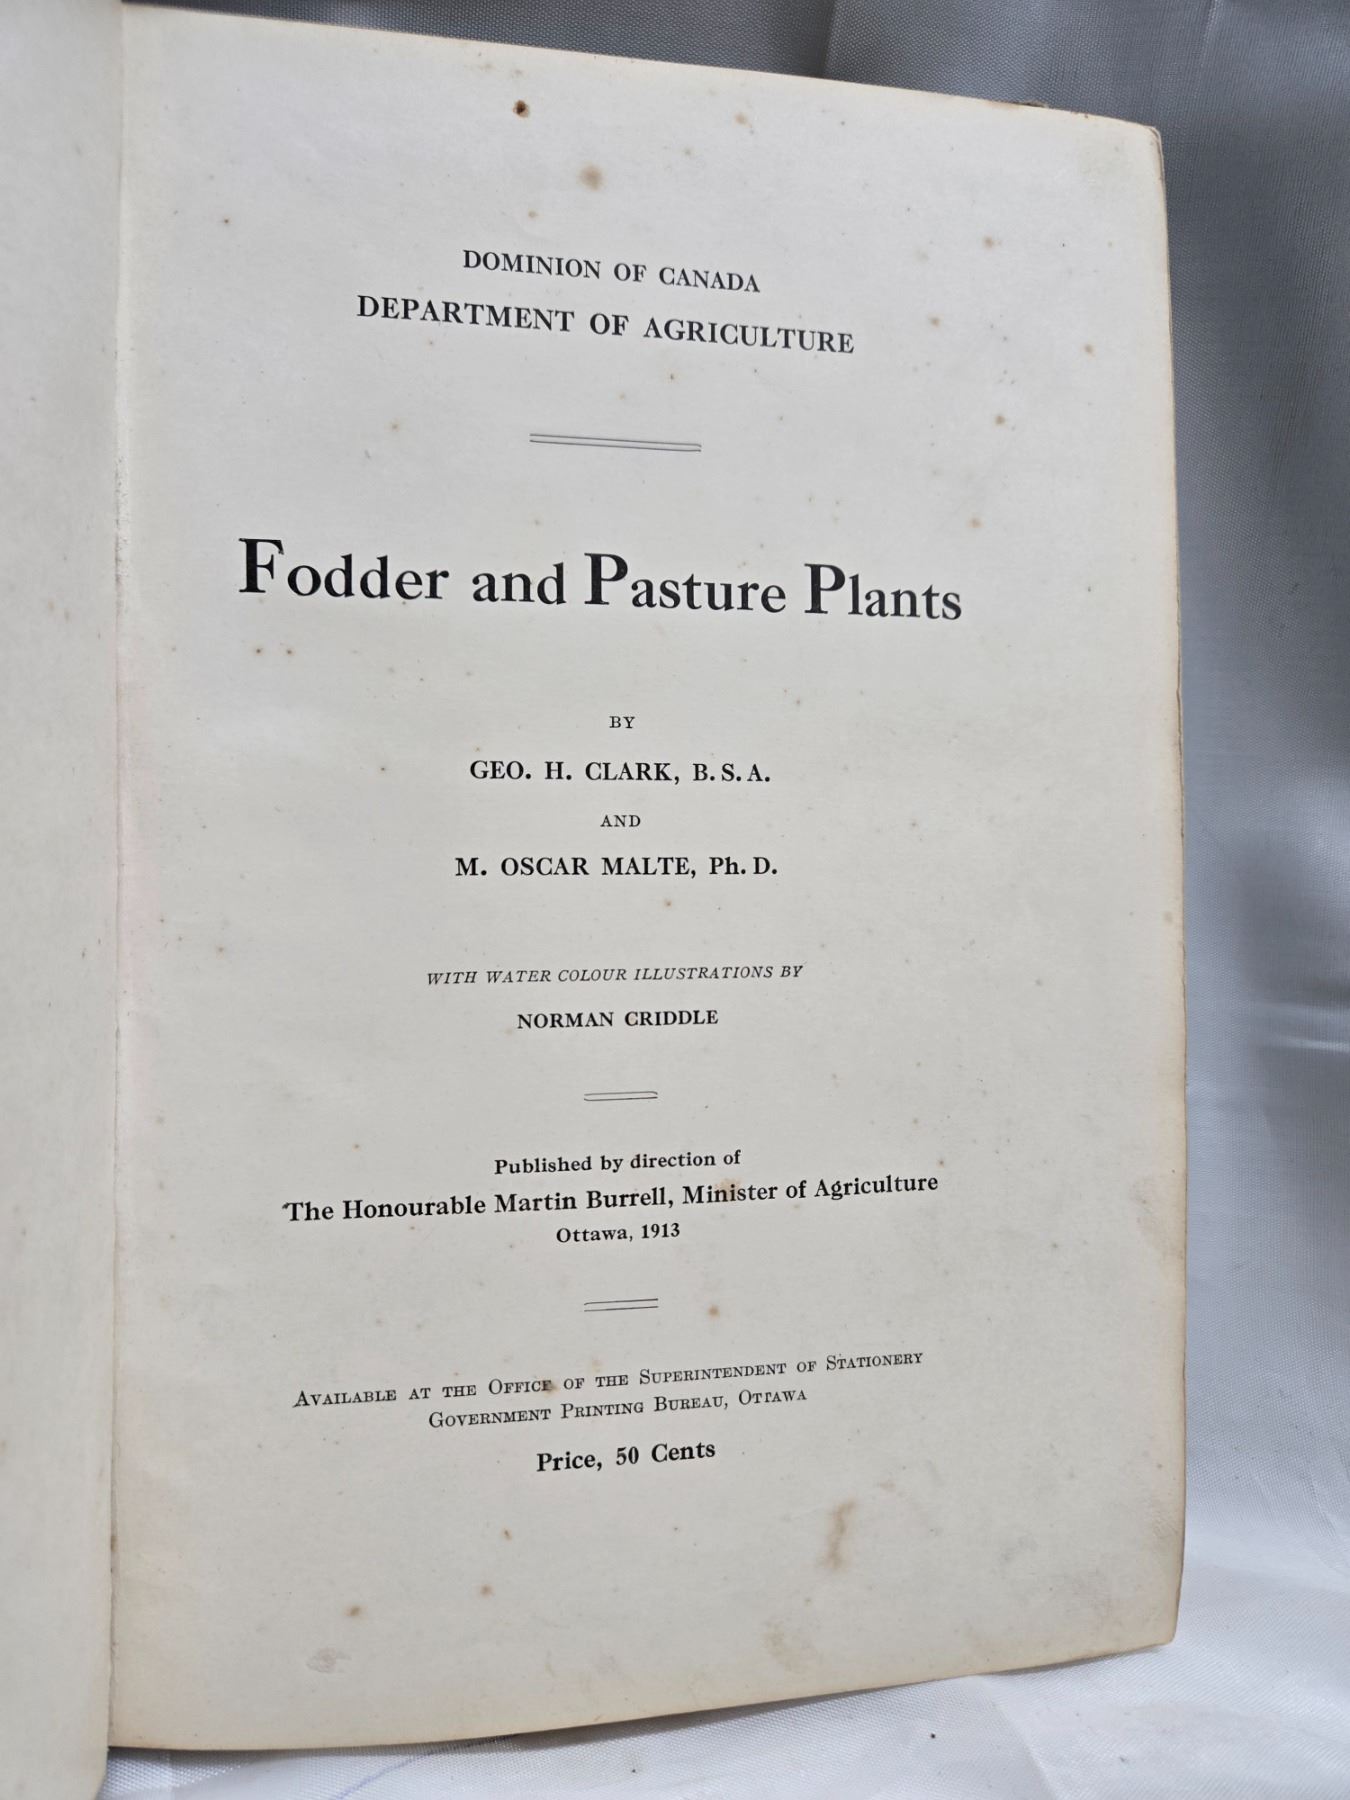 DOMINION OF CANADA
DEPARTMENT OF AGRICULTURE
Fodder and Pasture Plants
BY
GEO. H. CLARK, B.S.A.
AND
M. OSCAR MALTE, Ph.D.
WITH WATER COLOUR ILLUSTRATIONS BY
NORMAN CRIDDLE
Published by direction of
The Honourable Martin Burrell, Minister of Agriculture
Ottawa, 1913
AVAILABLE AT THE OFFICE OF THE SUPERINTENDENT OF STATIONERY
GOVERNMENT PRINTING BUREAU, OTTAWA
Price, 50 Cents